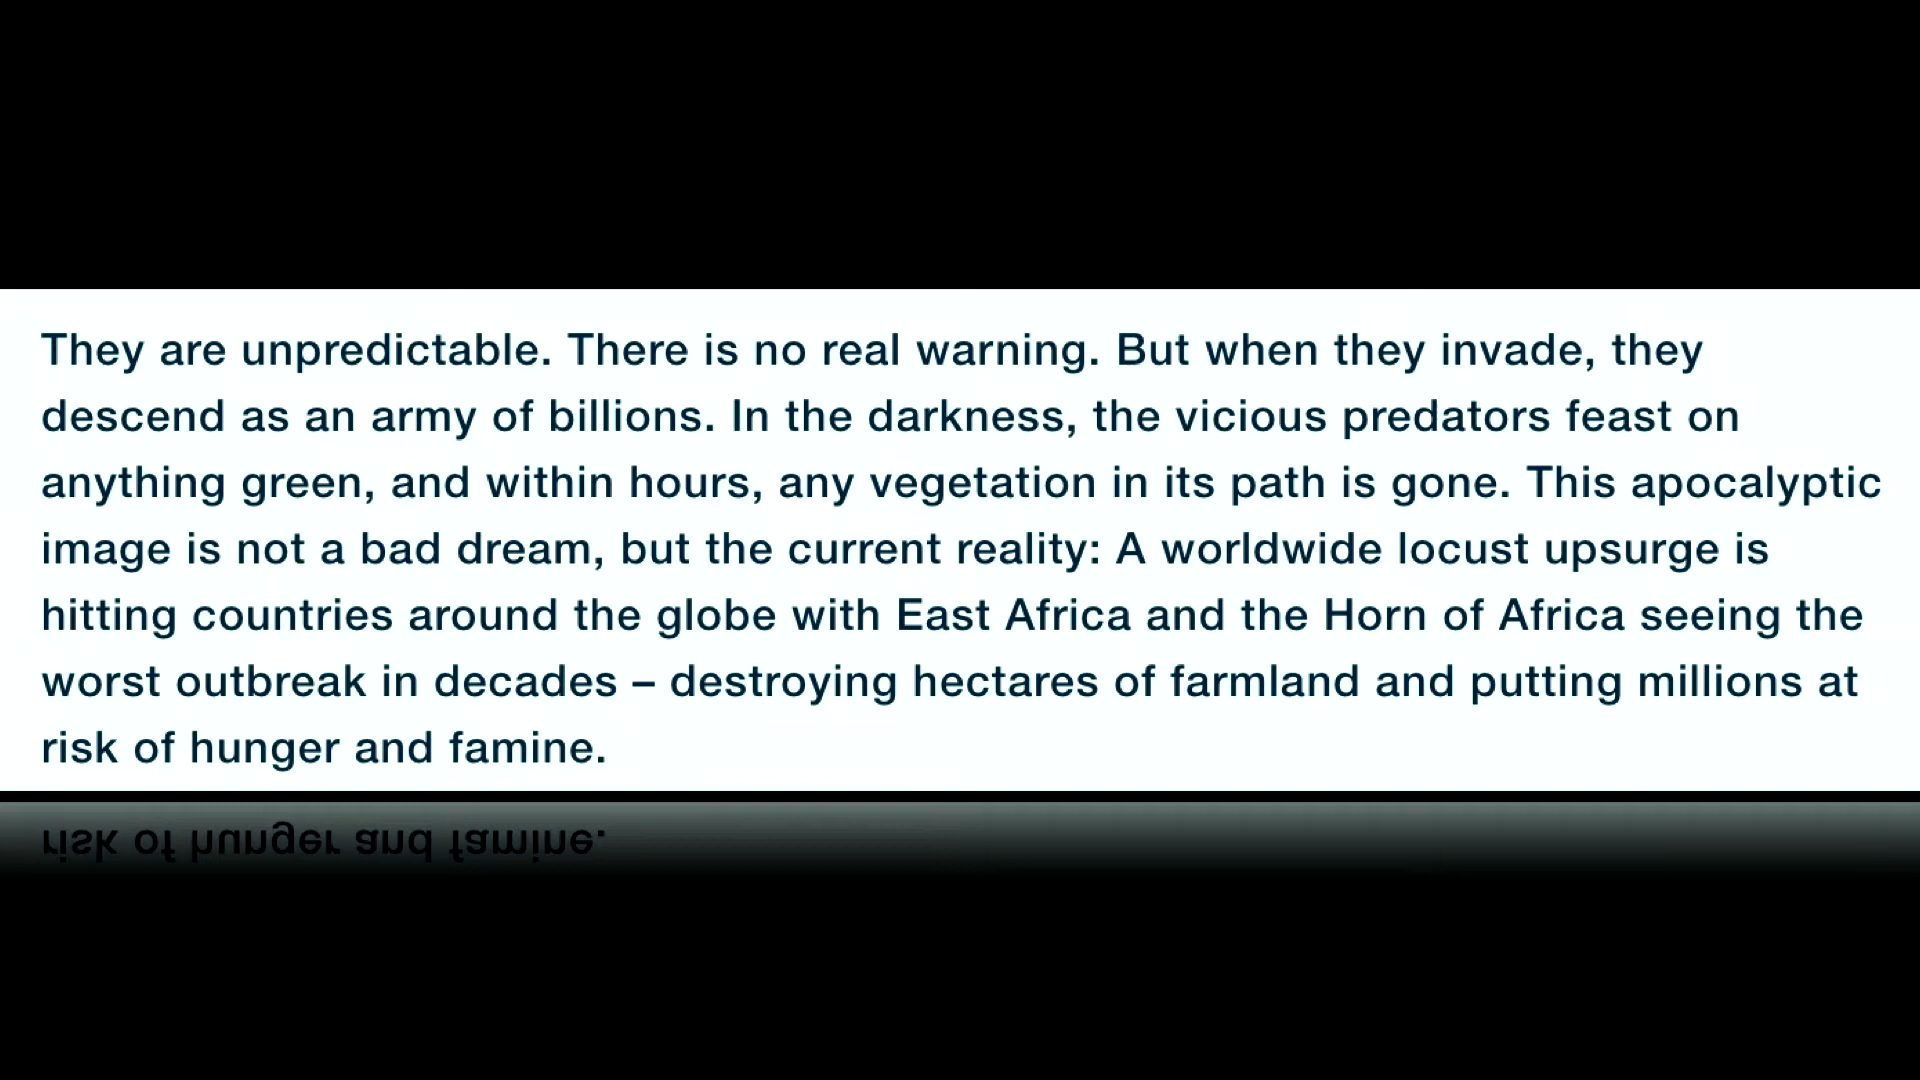 They are unpredictable. There is no real warning. But when they invade, they
descend as an army of billions. In the darkness, the vicious predators feast on
anything green, and within hours, any vegetation in its path is gone. This apocalyptic
image is not a bad dream, but the current reality: A worldwide locust upsurge is
hitting countries around the globe with East Africa and the Horn of Africa seeing the
worst outbreak in decades – destroying hectares of farmland and putting millions at
risk of hunger and famine.